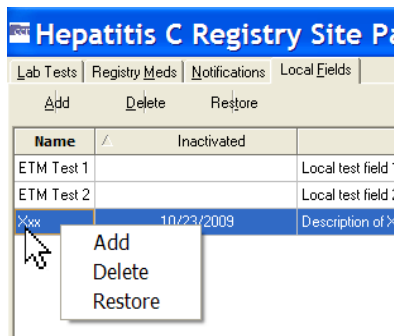 Hepatitis C Registry Site Pa
Lab Tests Registry Meds Notifications Local Fields
Add Delete Restore
Name Inactivated
ETM Test 1 Local test field 1
ETM Test 2 Local test field 2
Xxx 10/23/2009 Description of X
Add
Delete
Restore